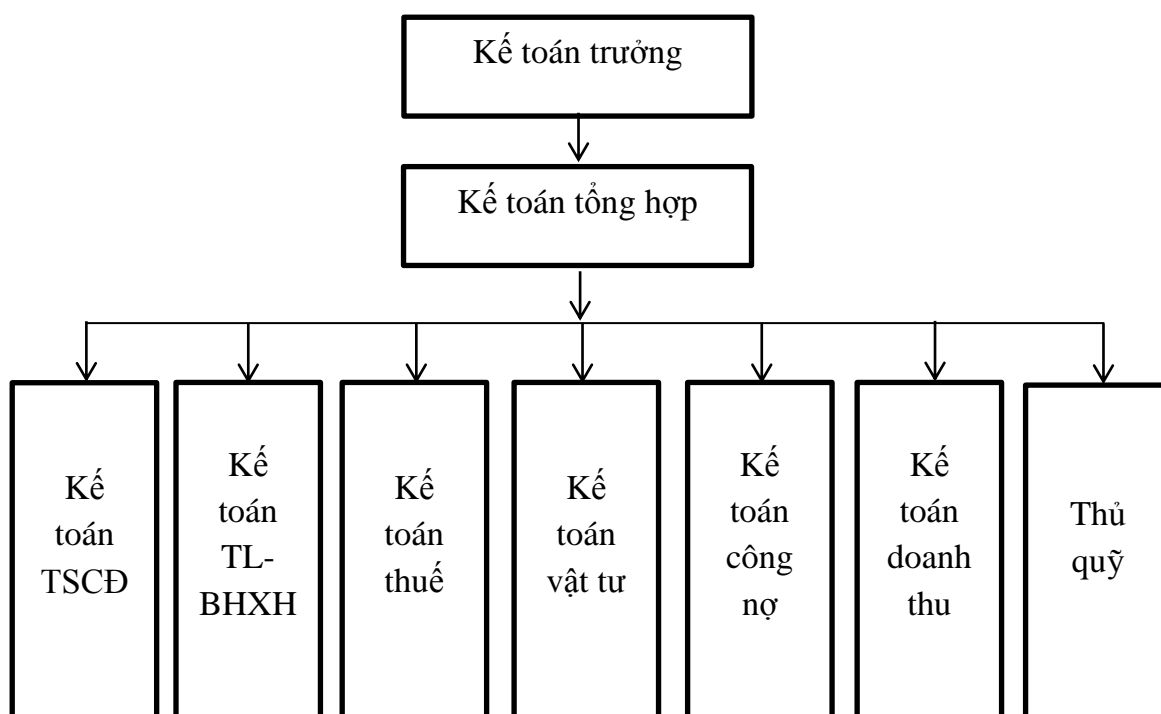 Kế toán trưởng
Kế toán tổng hợp
Kế
toán
TSCĐ
Kế
toán
TL-
BHXH
Kế
toán
thuế
Kế
toán
vật tư
Kế
toán
công
nợ
Kế
toán
doanh
thu
Thủ
quỹ